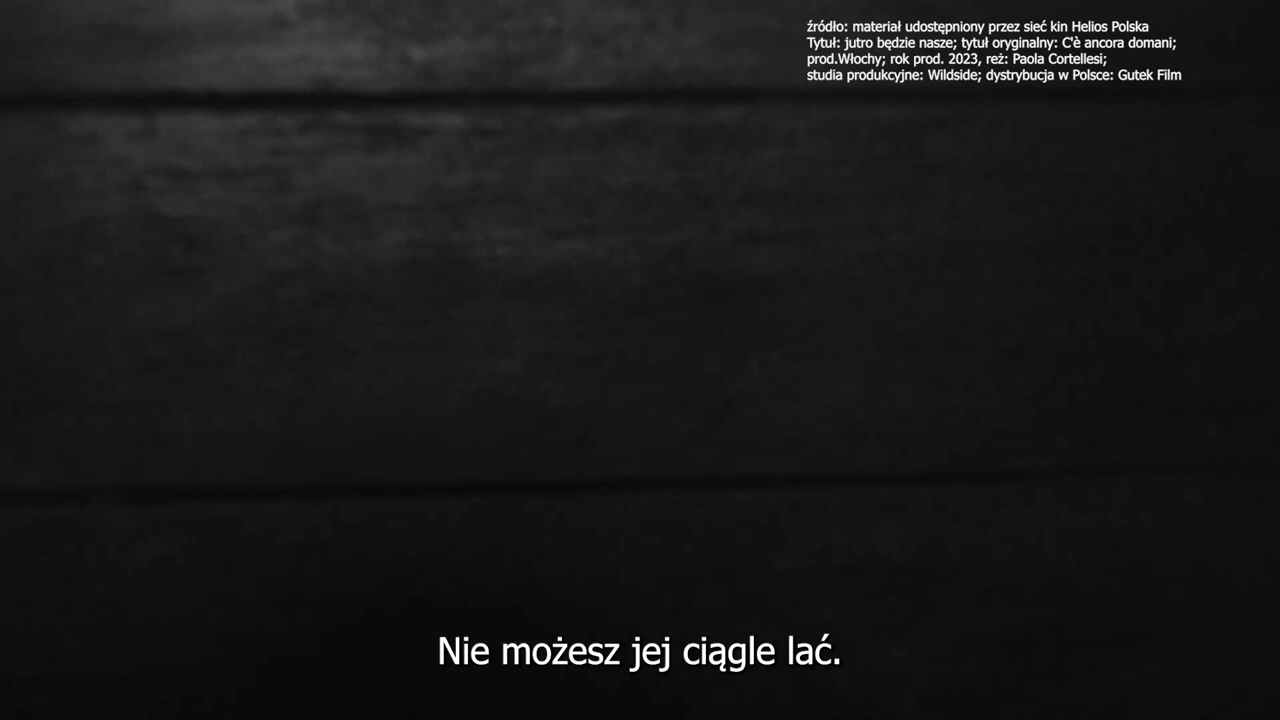 źródło: materiał udostępniony przez sieć kin Helios Polska
Tytuł: jutro będzie nasze; tytuł oryginalny: C'è ancora domani;
prod.Włochy; rok prod. 2023, reż: Paola Cortellesi;
studia produkcyjne: Wildside; dystrybucja w Polsce: Gutek Film
Nie możesz jej ciągle lać.